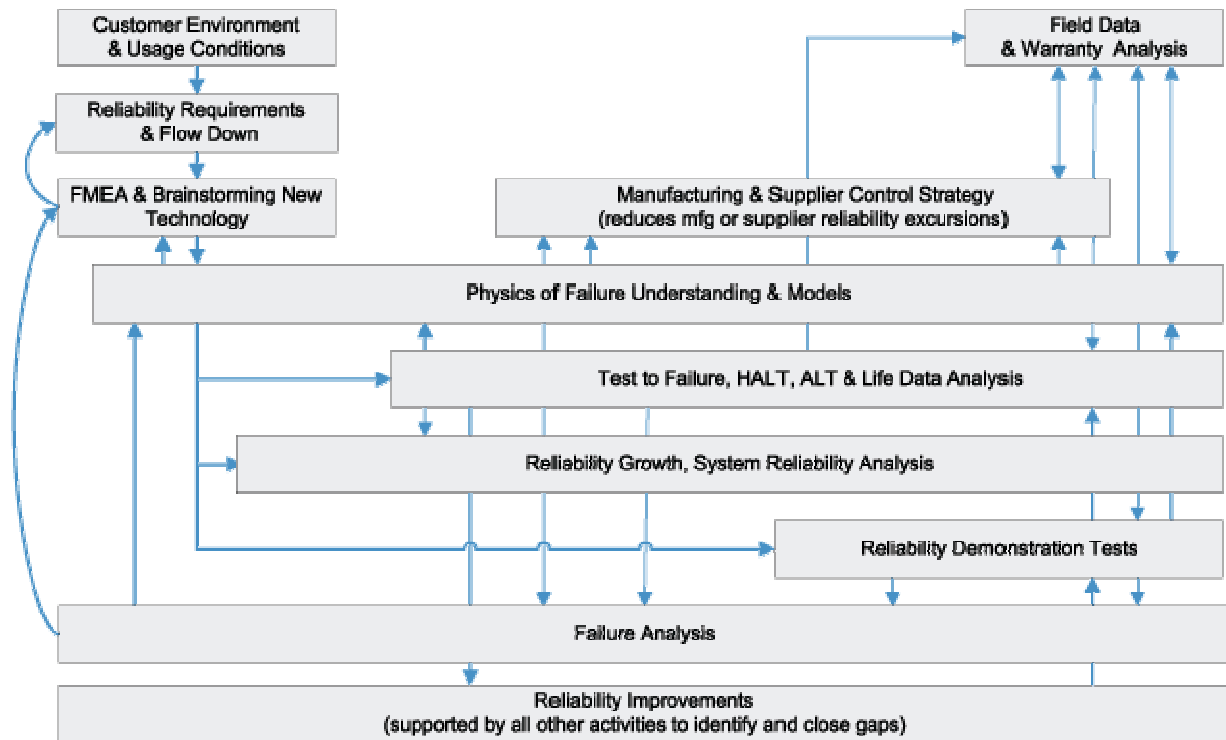 Customer Environment
& Usage Conditions
Field Data
& Warranty Analysis
Reliability Requirements
& Flow Down
FMEA & Brainstorming New
Technology
Manufacturing & Supplier Control Strategy
(reduces mfg or supplier reliability excursions)
Physics of Failure Understanding & Models
Test to Failure, HALT, ALT & Life Data Analysis
Reliability Growth, System Reliability Analysis
Reliability Demonstration Tests
Failure Analysis
Reliability Improvements
(supported by all other activities to identify and close gaps)